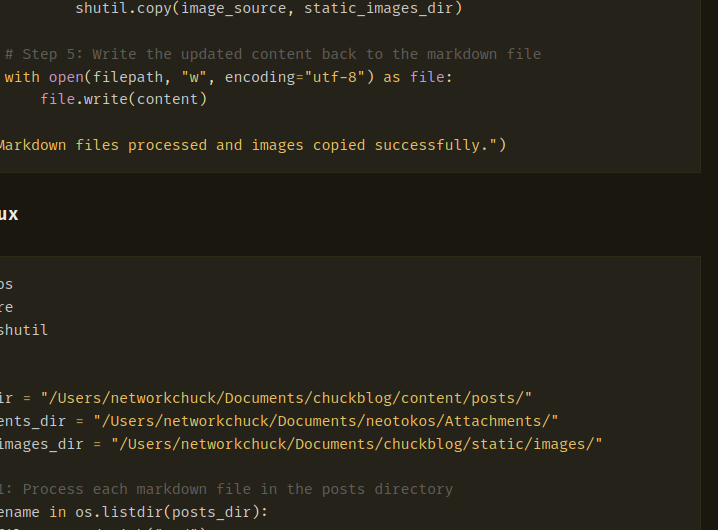 shutil.copy(image_source, static_images_dir)
# Step 5: Write the updated content back to the markdown file
with open(filepath, "w", encoding="utf-8") as file:
file.write(content)
Markdown files processed and images copied successfully.")
ux
os
re
shutil
ir = "/Users/networkchuck/Documents/chuckblog/content/posts/"
ents_dir = "/Users/networkchuck/Documents/neotokos/Attachments/"
images_dir = "/Users/networkchuck/Documents/chuckblog/static/images/"
1: Process each markdown file in the posts directory
ename in os.listdir(posts_dir):